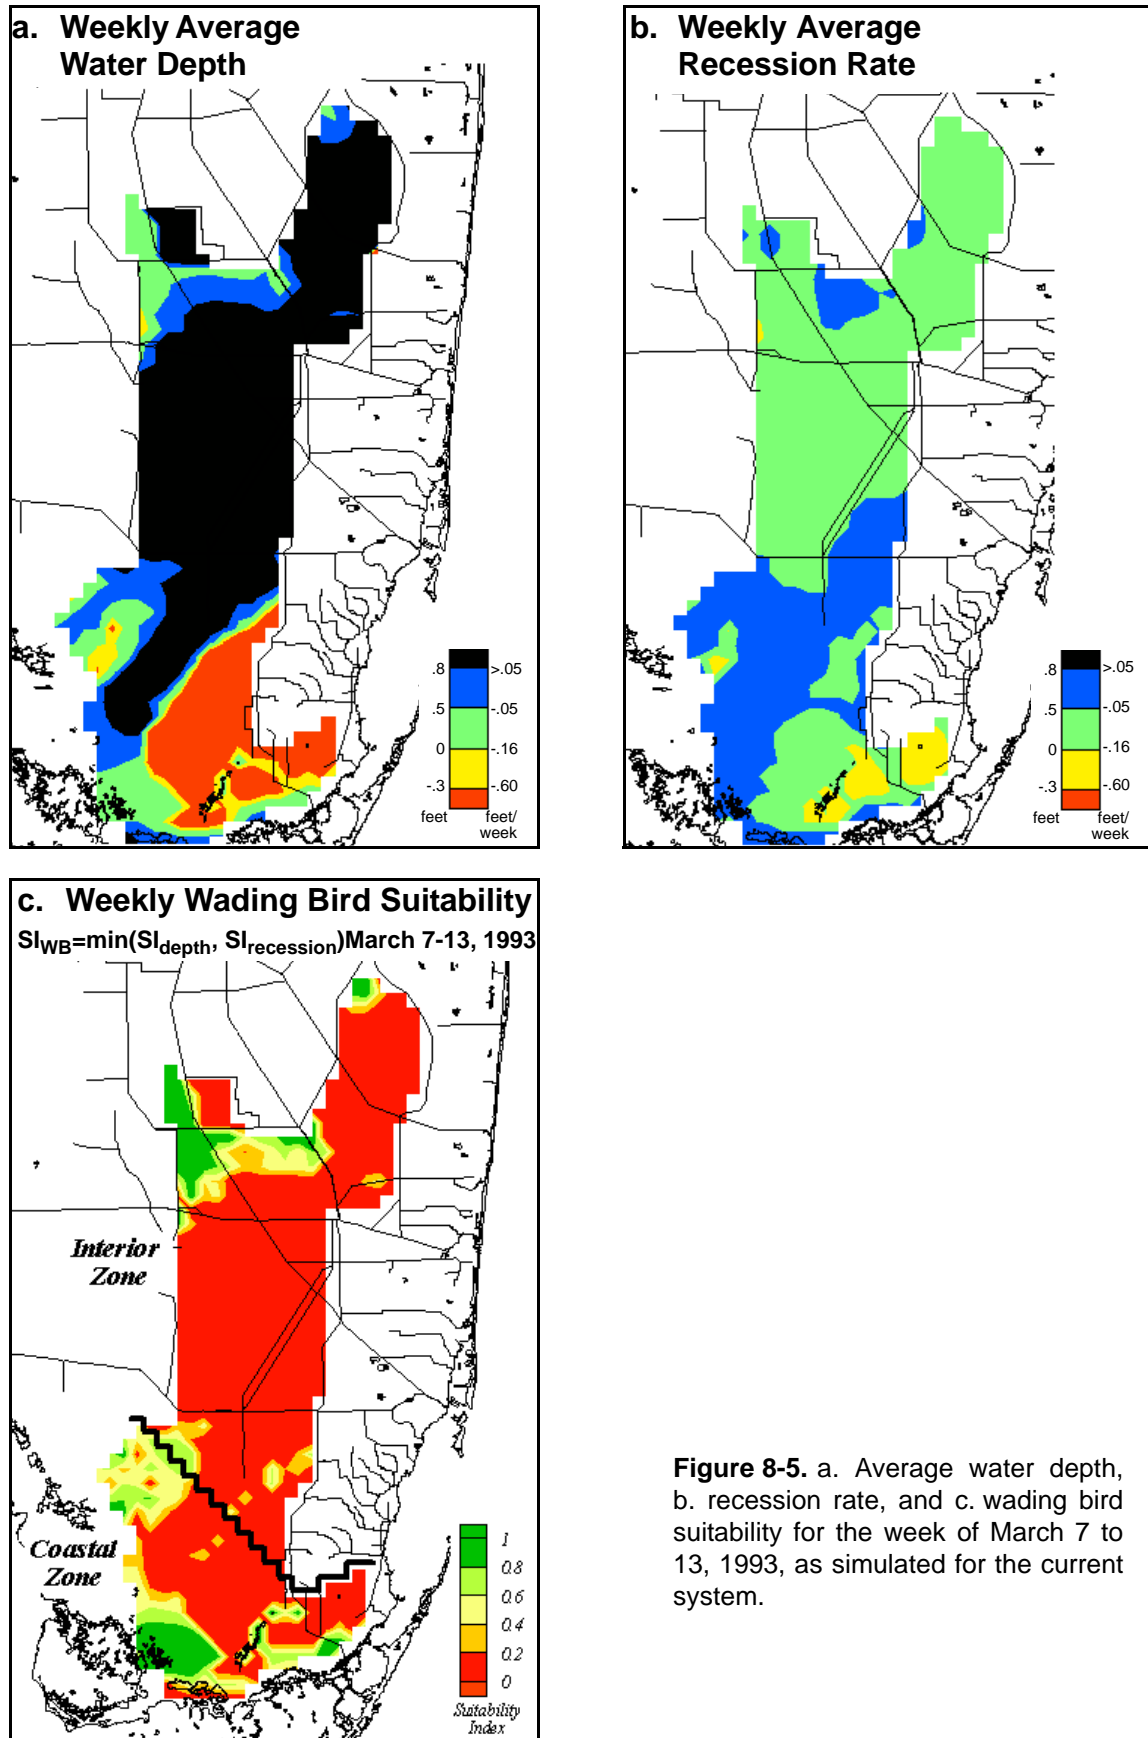 a. Weekly Average
Water Depth
.8
.5
0
-.3
feet
>.05
-.05
-.16
-.60
feet/
week
b. Weekly Average
Recession Rate
.8
.5
0
-.3
feet
>.05
-.05
-.16
-.60
feet/
week
c. Weekly Wading Bird Suitability
SIWB=min(SIdepth, SIrecession)March 7-13, 1993
Interior
Zone
Coastal
Zone
1
0.8
0.6
0.4
0.2
0
Suitability
Index
Figure 8-5. a. Average water depth,
b. recession rate, and c. wading bird
suitability for the week of March 7 to
13, 1993, as simulated for the current
system.